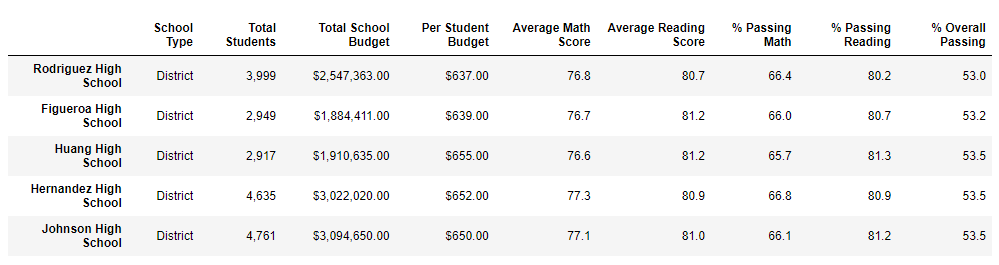 School Type Total Students Total School Budget Per Student Budget Average Math Score Average Reading Score % Passing Math % Passing Reading % Overall Passing
Rodriguez High School District 3,999 $2,547,363.00 $637.00 76.8 80.7 66.4 80.2 53.0
Figueroa High School District 2,949 $1,884,411.00 $639.00 76.7 81.2 66.0 80.7 53.2
Huang High School District 2,917 $1,910,635.00 $655.00 76.6 81.2 65.7 81.3 53.5
Hernandez High School District 4,635 $3,022,020.00 $652.00 77.3 80.9 66.8 80.9 53.5
Johnson High School District 4,761 $3,094,650.00 $650.00 77.1 81.0 66.1 81.2 53.5